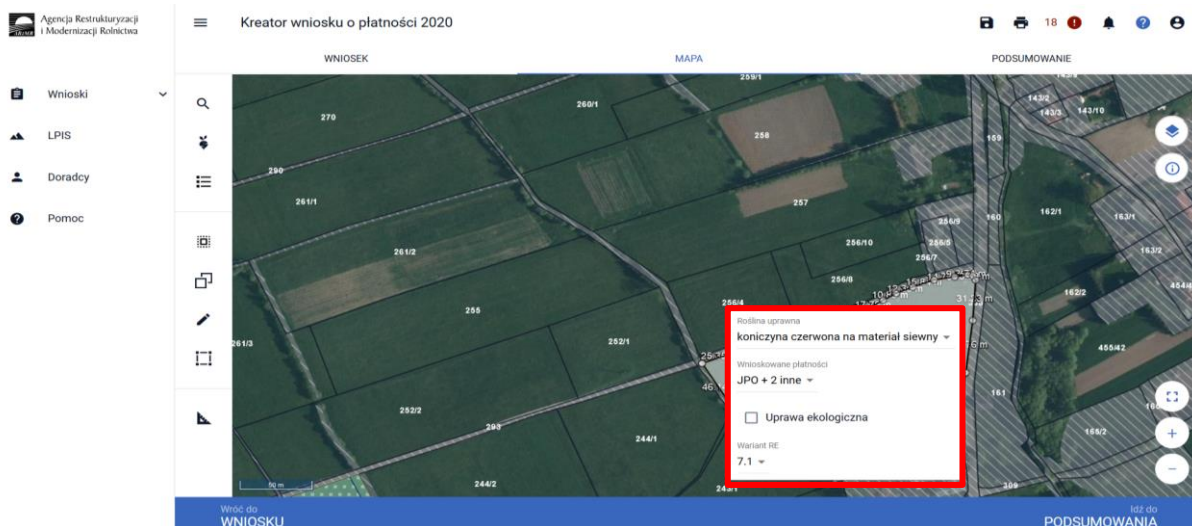 Agencja Restrukturyzacji
i Modernizacji Rolnictwa
Kreator wniosku o płatności 2020
18
WNIOSEK
MAPA
PODSUMOWANIE
Wnioski
LPIS
Doradcy
Pomoc
259/1
270
260/1
258
143/2
143/3
143/10
159
290
261/1
257
256/9
160
162/1
163/1
261/2
256/10
256/5
256/7
163/2
256/8
162/2
255
256/4
261/3
252/1
455/42
Roślina uprawna
koniczyna czerwona na materiał siewny
Wnioskowane płatności
JPO + 2 inne
Uprawa ekologiczna
Wariant RE
7.1
161
252/2
293
244/1
165/2
50 m
244/2
309
Wróć do
WNIOSKU
Idź do
PODSUMOWANIA